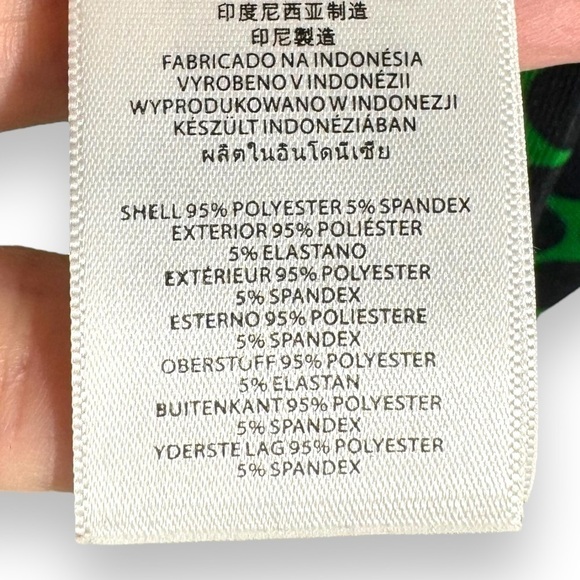 印度尼西亚制造
印尼製造
FABRICADO NA INDONÉSIA
VYROBENO V INDONÉZII
WYPRODUKOWANO W INDONEZJI
KÉSZÜLT INDONÉZIÁBAN
ผลิตในอินโดนีเซีย
SHELL 95% POLYESTER 5% SPANDEX
EXTERIOR 95% POLIÉSTER
5% ELASTANO
EXTÉRIEUR 95% POLYESTER
5% SPANDEX
ESTERNO 95% POLIESTERE
5% SPANDEX
OBERSTOFF 95% POLYESTER
5% ELASTAN
BUITENKANT 95% POLYESTER
5% SPANDEX
YDERSTE LAG 95% POLYESTER
5% SPANDEX